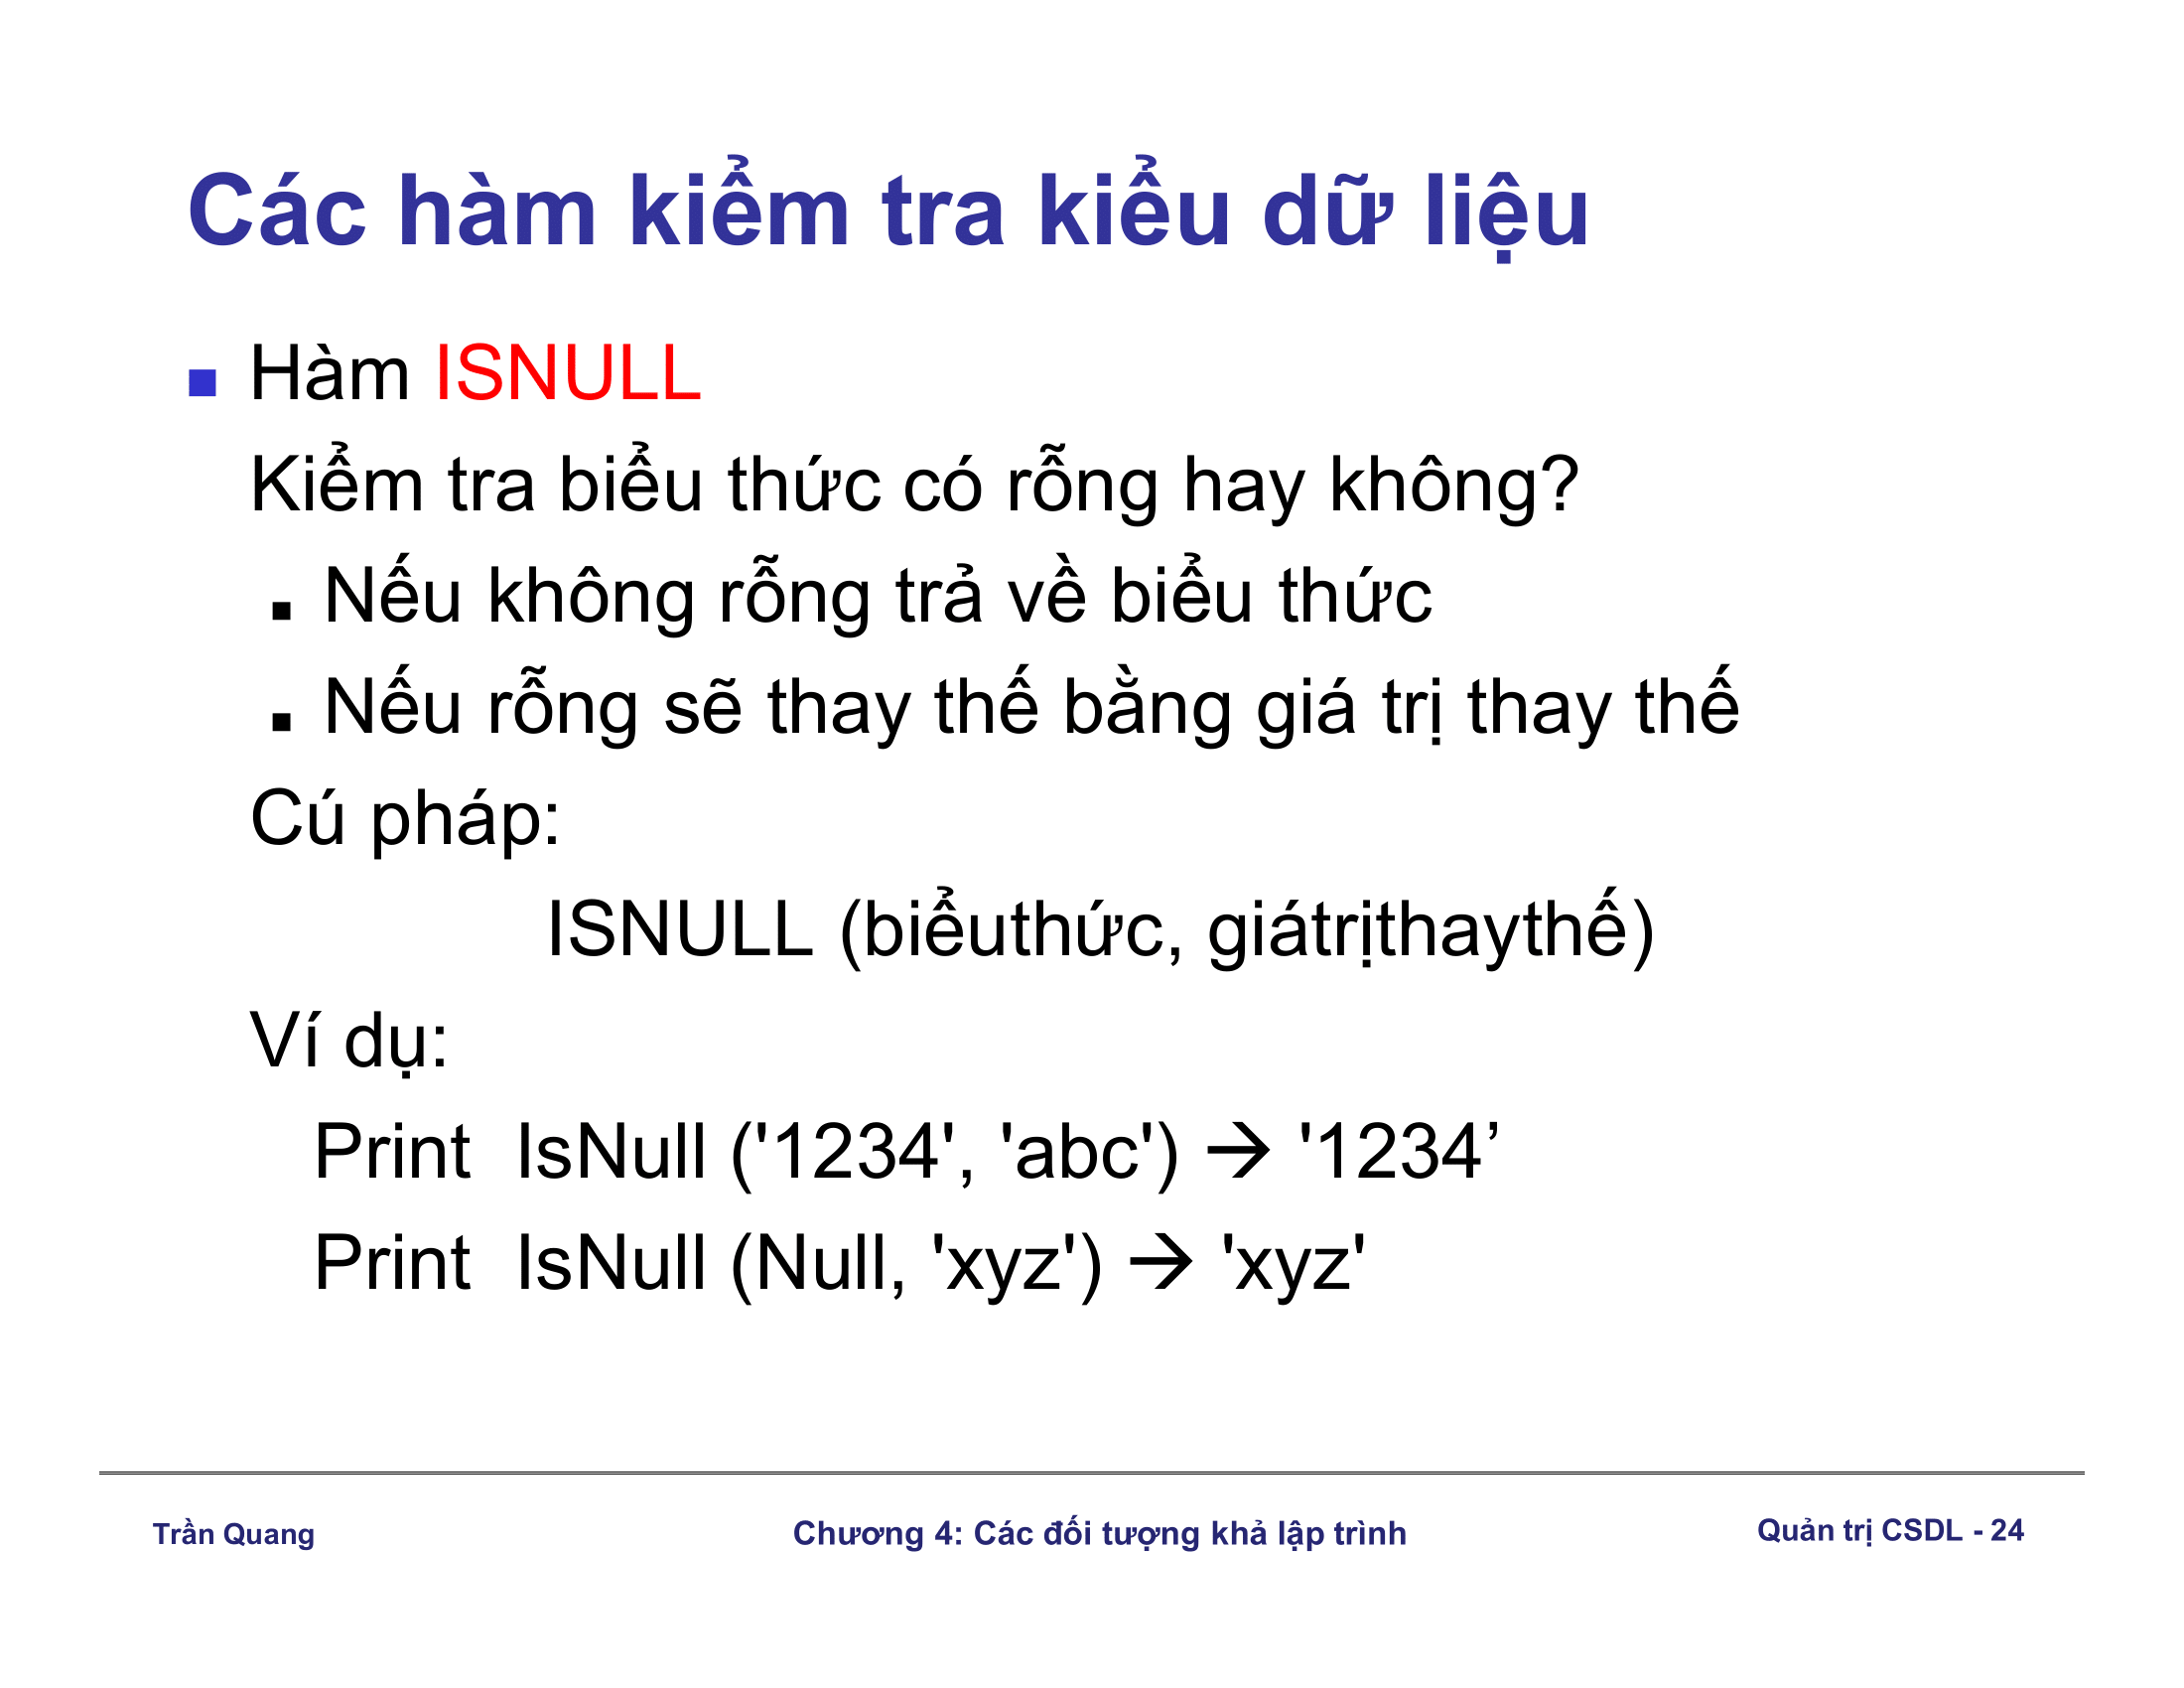 Các hàm kiểm tra kiểu dữ liệu
Hàm ISNULL
Kiểm tra biểu thức có rỗng hay không?
Nếu không rỗng trả về biểu thức
Nếu rỗng sẽ thay thế bằng giá trị thay thế
Cú pháp:
ISNULL (biểuthức, giátrịthaythế)
Ví dụ:
Print IsNull ('1234', 'abc') → '1234’
Print IsNull (Null, 'xyz') → 'xyz'
Trần Quang
Chương 4: Các đối tượng khả lập trình
Quản trị CSDL - 24